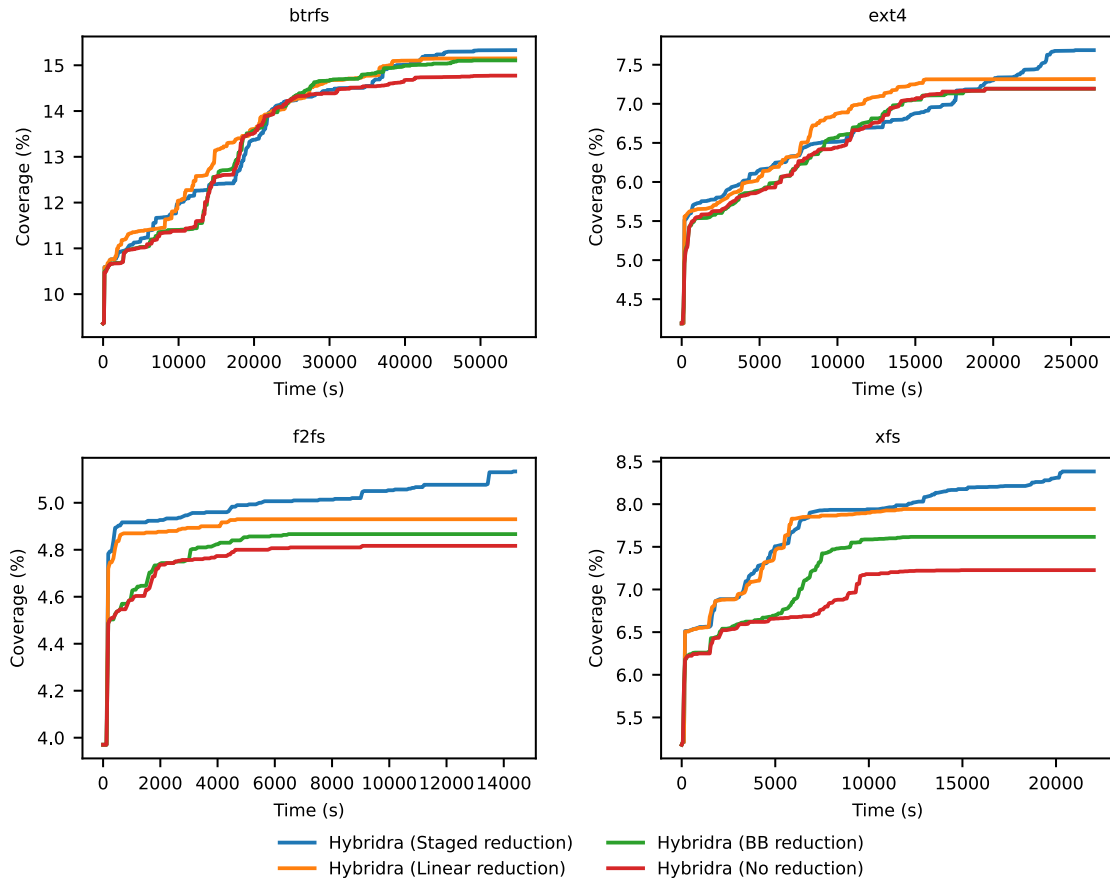 btrfs
15
14
13
12
11
10
Coverage (%)
0 10000 20000 30000 40000 50000
Time (s)
ext4
7.5
7.0
6.5
6.0
5.5
5.0
4.5
Coverage (%)
0 5000 10000 15000 20000 25000
Time (s)
f2fs
5.0
4.8
4.6
4.4
4.2
4.0
Coverage (%)
0 2000 4000 6000 8000 10000 12000 14000
Time (s)
xfs
8.5
8.0
7.5
7.0
6.5
6.0
5.5
Coverage (%)
0 5000 10000 15000 20000
Time (s)
Hybridra (Staged reduction)
Hybridra (Linear reduction)
Hybridra (BB reduction)
Hybridra (No reduction)